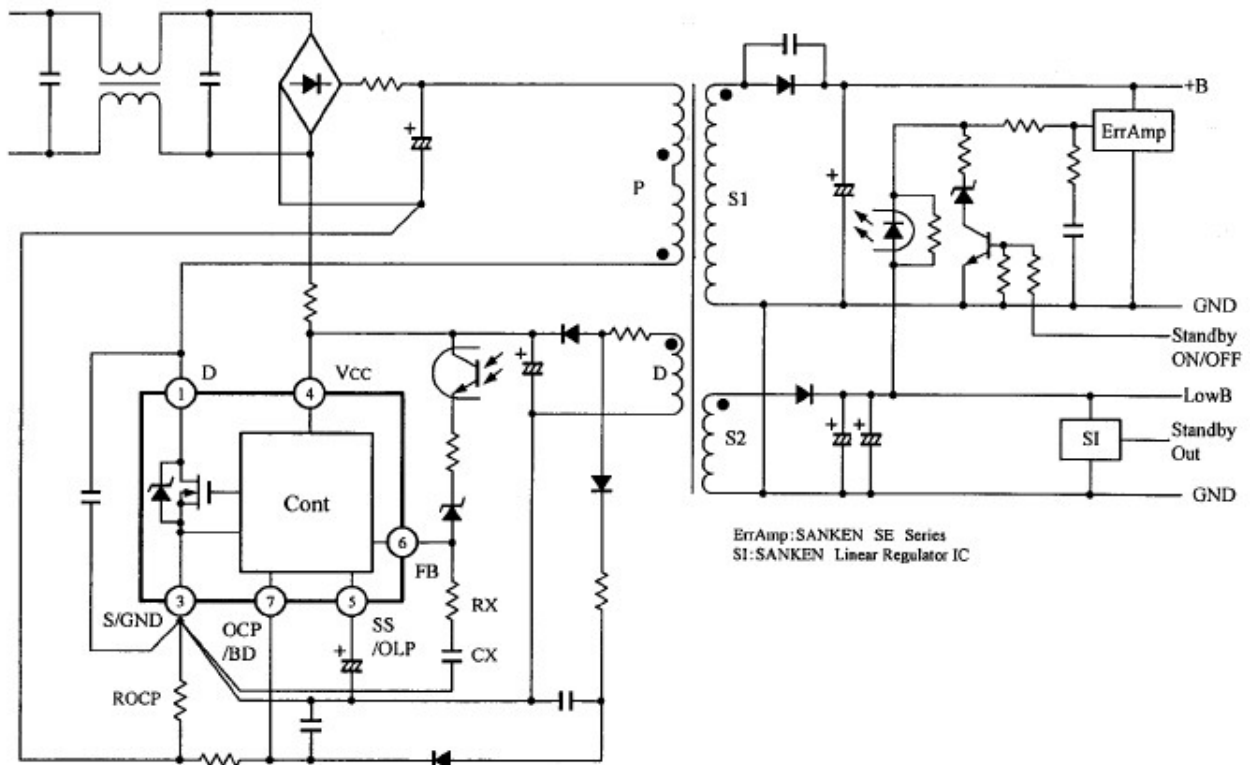 +B
ErrAmp
P
S1
GND
Standby
ON/OFF
D
VCC
D
1
4
LowB
S2
SI
Standby
Out
Cont
GND
6
FB
ErrAmp:SANKEN SE Series
SI:SANKEN Linear Regulator IC
3
7
5
RX
S/GND
OCP
/BD
SS
/OLP
CX
ROCP
+
+
+
+
+
+